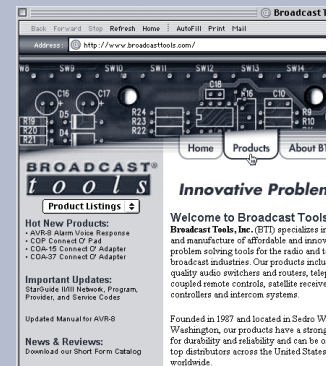 Broadcast T
Back Forward Stop Refresh Home AutoFill Print Mail
Address: http://www.broadcasttools.com/
W8 SW9 SW10 SW11 SW12 SW13 SW14
C16 C17 C18 C10
R24 R23 R22
R19 D5 R20 D4 R21
R9 R10
Home Products About BT
BROADCAST®
tools
Product Listings
Hot New Products:
• AVR-8 Alarm Voice Response
• COP Connect O' Pad
• COA-15 Connect O' Adapter
• COA-37 Connect O' Adapter
Important Updates:
StarGuide II/III Network, Program,
Provider, and Service Codes
Updated Manual for AVR-8
News & Reviews:
Download our Short Form Catalog
Innovative Problem
Welcome to Broadcast Tools
Broadcast Tools, Inc. (BTI) specializes in
and manufacture of affordable and innov
problem solving tools for the radio and t
broadcast industries. Our products inclu
quality audio switchers and routers, telep
coupled remote controls, satellite receive
controllers and intercom systems.
Founded in 1987 and located in Sedro W
Washington, our products have a strong
for durability and reliability and can be o
top distributors across the United States
worldwide.